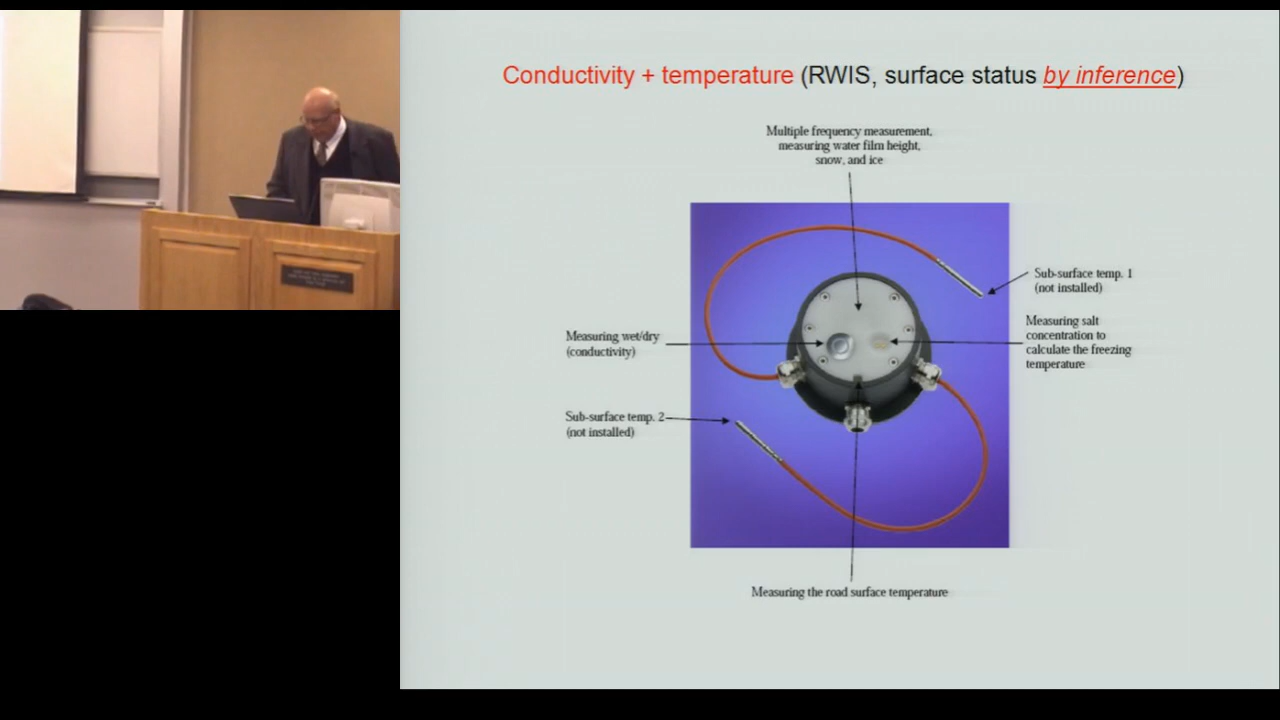 Conductivity + temperature (RWIS, surface status by inference)
Multiple frequency measurement,
measuring water film height,
snow, and ice
Sub-surface temp. 1
(not installed)
Measuring salt
concentration to
calculate the freezing
temperature
Measuring wet/dry
(conductivity)
Sub-surface temp. 2
(not installed)
Measuring the road surface temperature